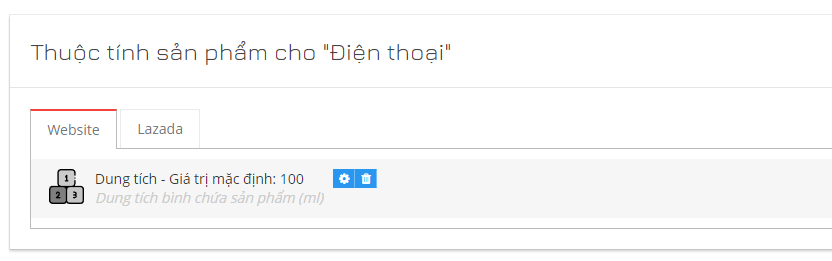 Thuộc tính sản phẩm cho "Điện thoại"
Website
Lazada
1
2 3
Dung tích - Giá trị mặc định: 100
Dung tích bình chứa sản phẩm (ml)